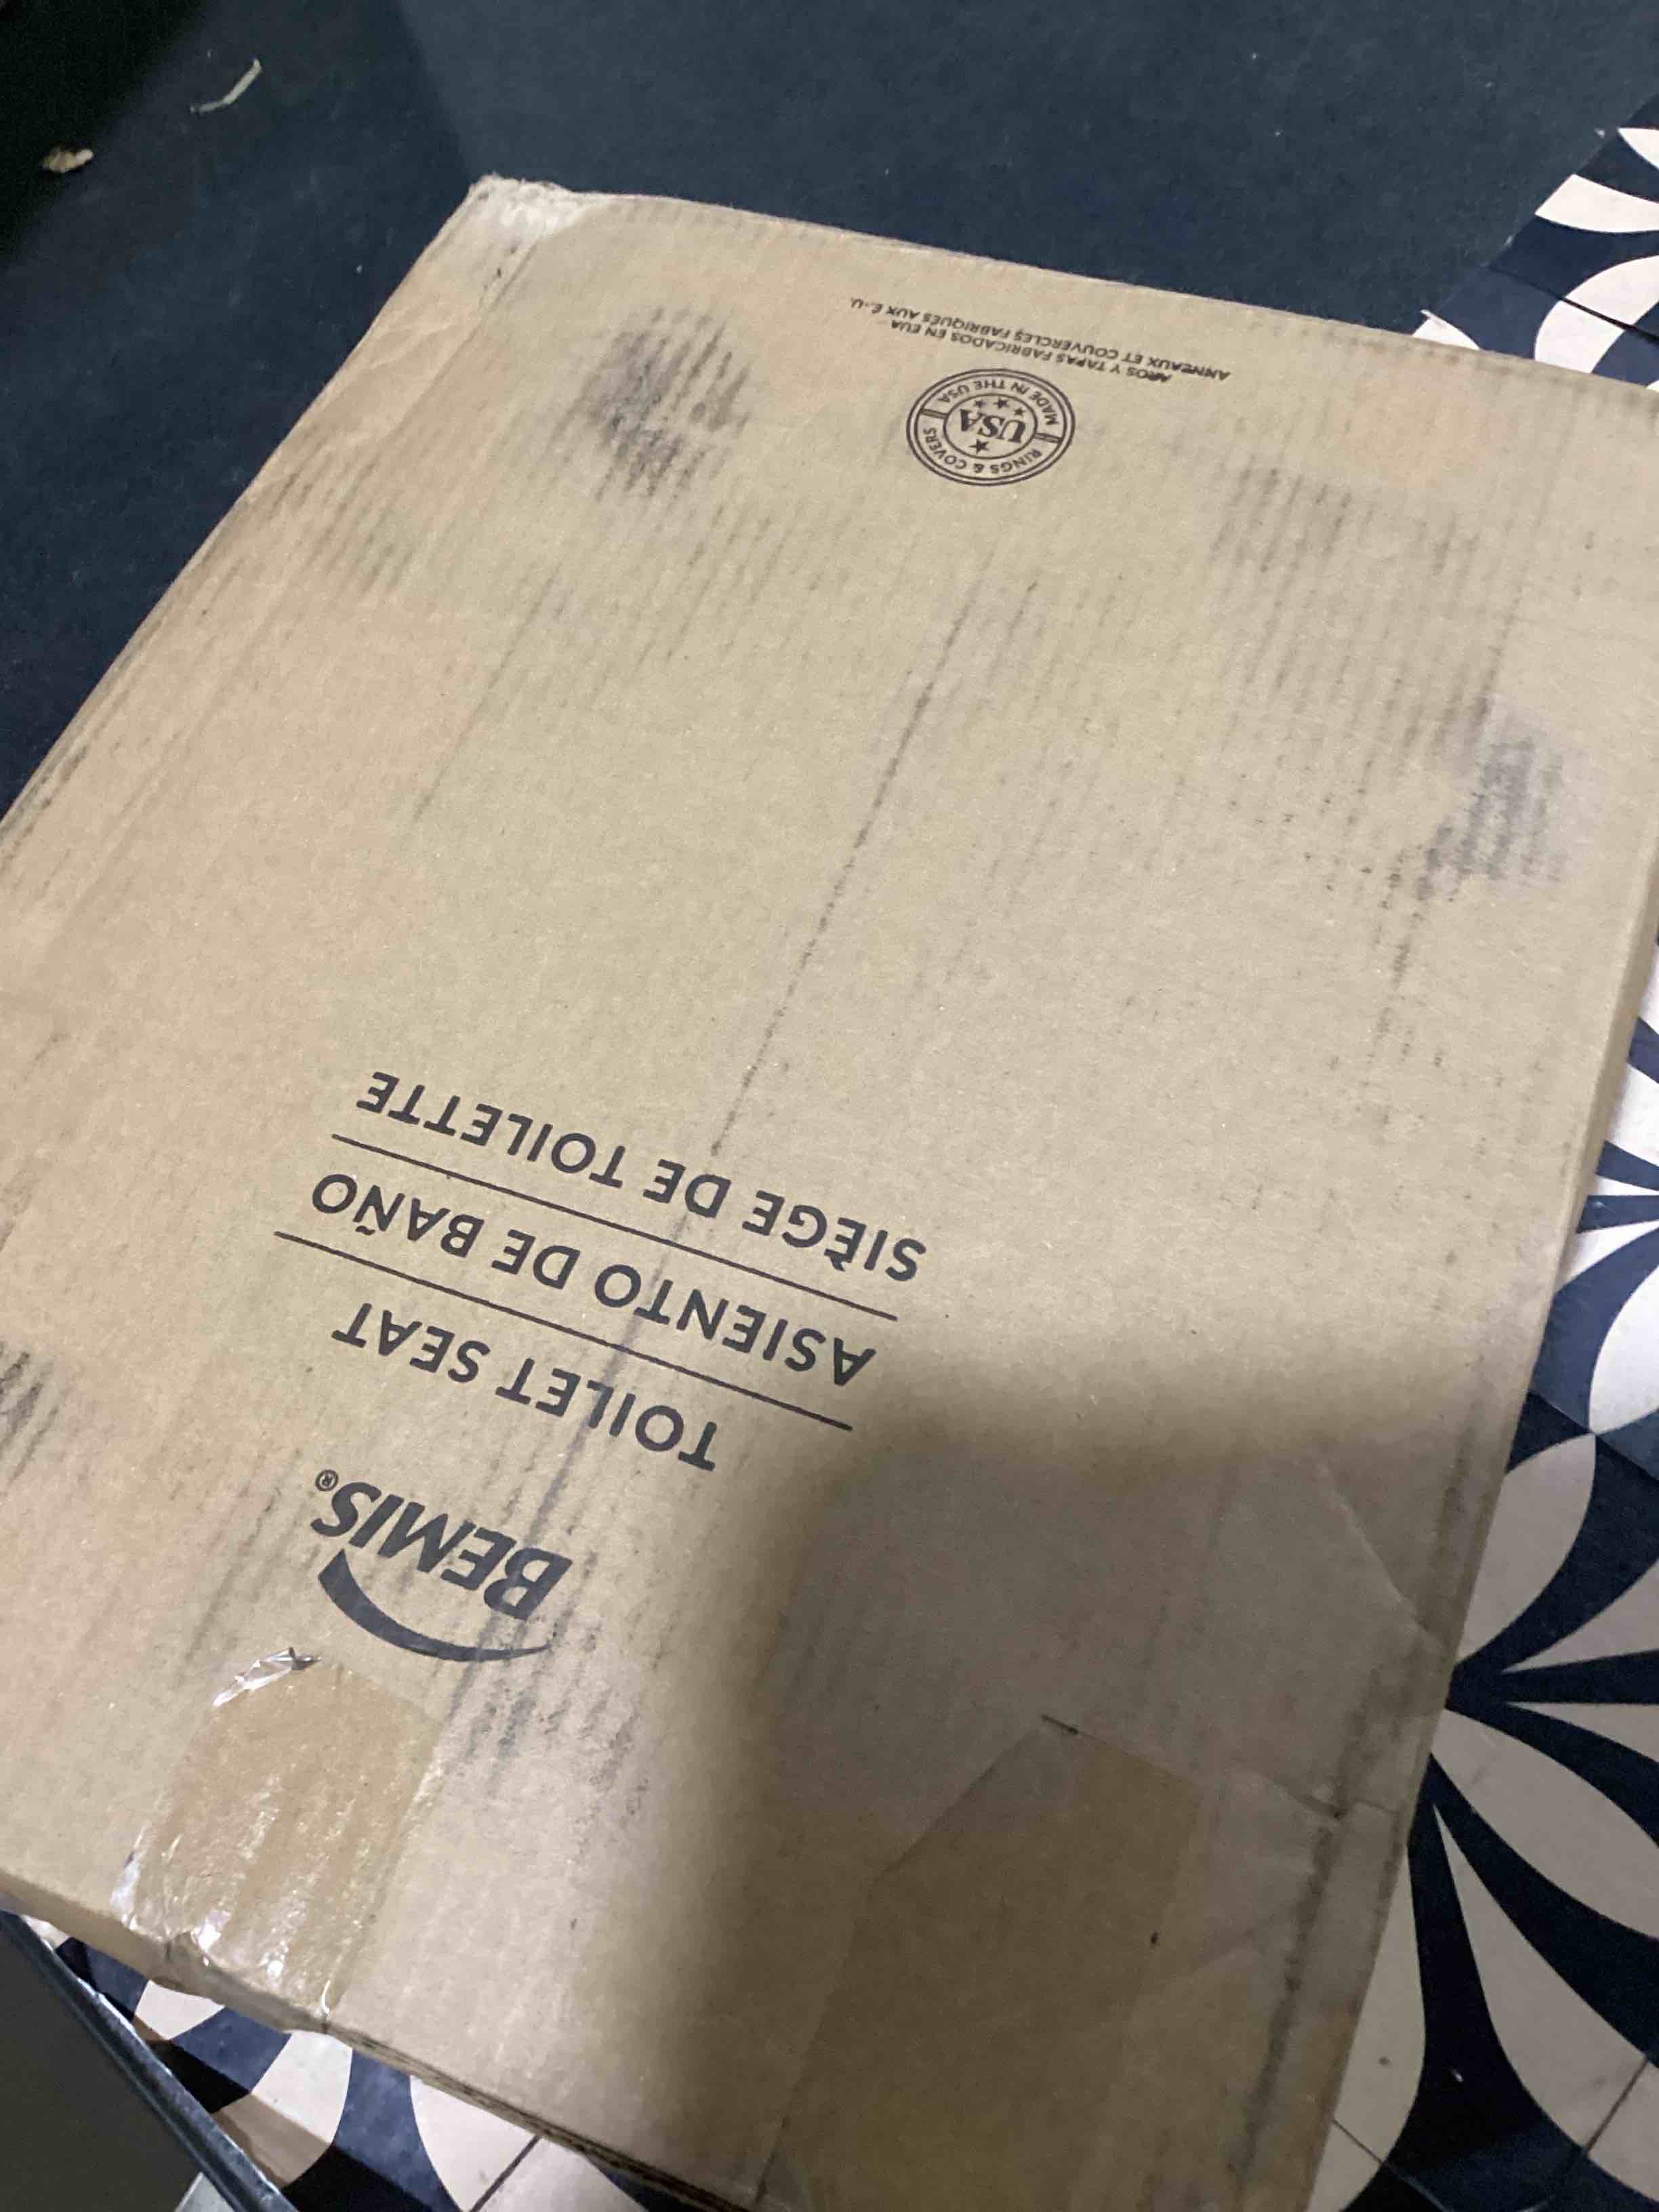 BEMIS®
TOILET SEAT
ASIENTO DE BAÑO
SIÈGE DE TOILETTE
RINGS & COVERS
USA
MADE IN THE USA
AROS Y TAPAS FABRICADOS EN EUA
ANNEAUX ET COUVERCLES FABRIQUÉS AUX É.-U.